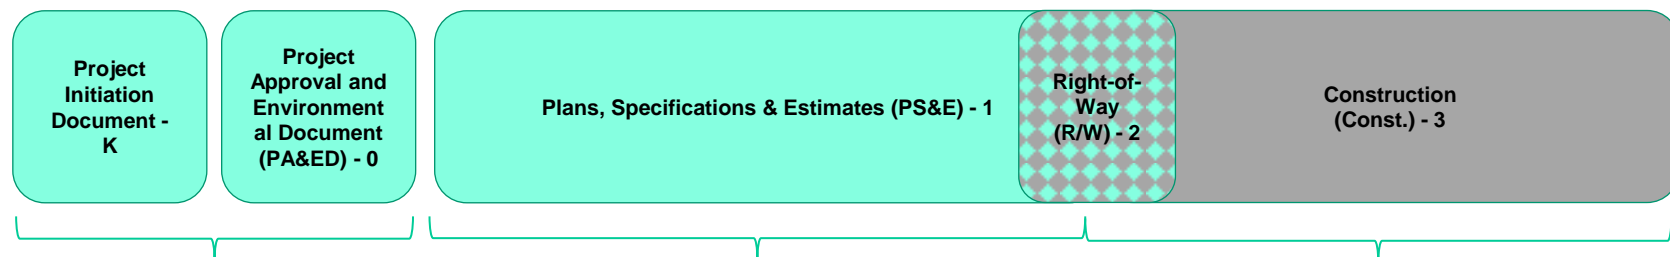 Project
Initiation
Document -
K
Project
Approval and
Environment
al Document
(PA&ED) - 0
Plans, Specifications & Estimates (PS&E) - 1
Right-of-
Way
(R/W) - 2
Construction
(Const.) - 3